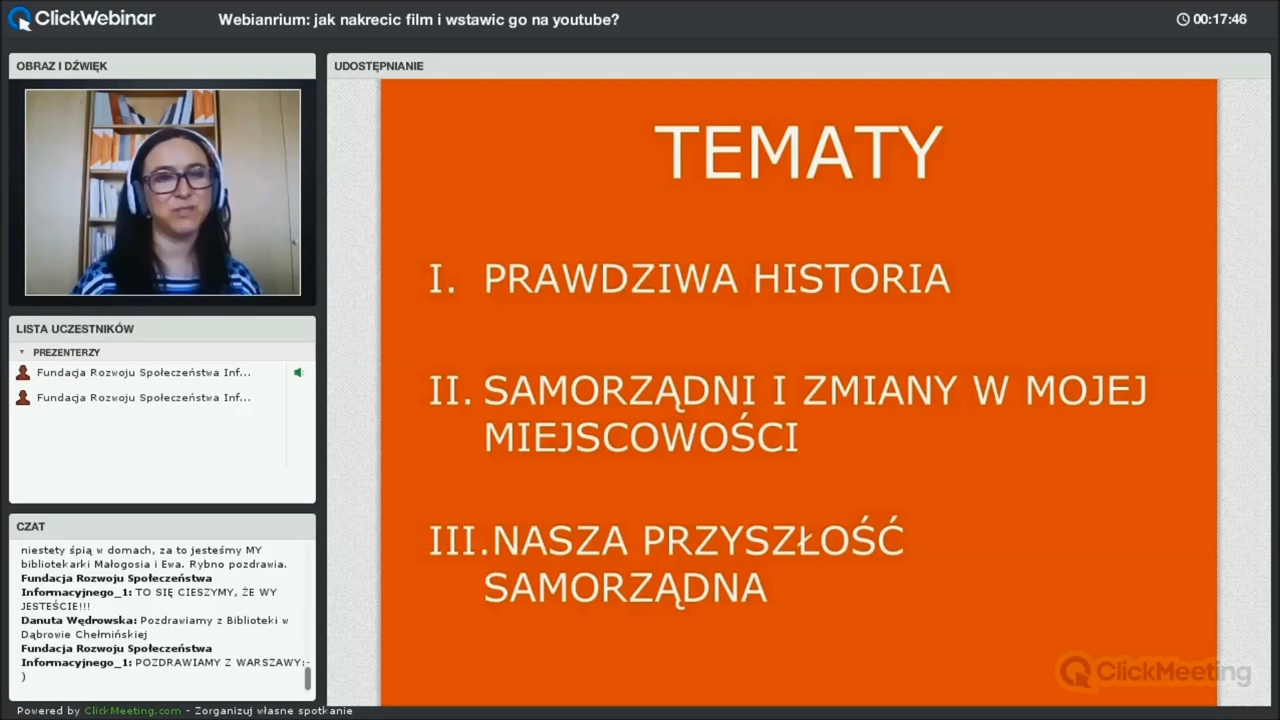 ClickWebinar
Webianrium: jak nakrecic film i wstawic go na youtube?
00:17:46
OBRAZ I DŹWIĘK
UDOSTĘPNIANIE
TEMATY
I. PRAWDZIWA HISTORIA
II. SAMORZĄDNI I ZMIANY W MOJEJ
MIEJSCOWOŚCI
III.NASZA PRZYSZŁOŚĆ
SAMORZĄDNA
LISTA UCZESTNIKÓW
PREZENTERZY
Fundacja Rozwoju Społeczeństwa Inf...
Fundacja Rozwoju Społeczeństwa Inf...
CZAT
niestety śpią w domach, za to jesteśmy MY
bibliotekarki Małogosia i Ewa. Rybno pozdrawia.
Fundacja Rozwoju Społeczeństwa
Informacyjnego_1: TO SIĘ CIESZYMY, ŻE WY
JESTEŚCIE!!!
Danuta Wędrowska: Pozdrawiamy z Biblioteki w
Dąbrowie Chełmińskiej
Fundacja Rozwoju Społeczeństwa
Informacyjnego_1: POZDRAWIAMY Z WARSZAWY:-
)
ClickMeeting
Powered by ClickMeeting.com - Zorganizuj własne spotkanie